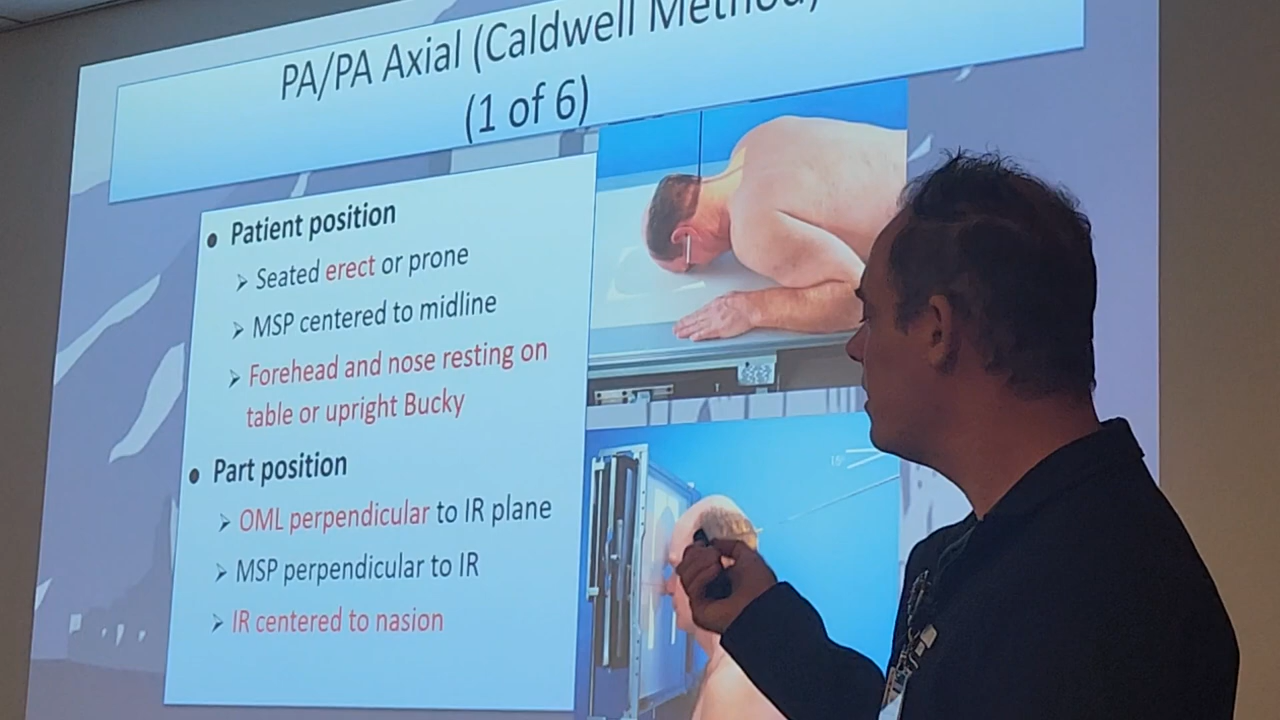 PA/PA Axial (Caldwell Method)
(1 of 6)
• Patient position
➢ Seated erect or prone
➢ MSP centered to midline
➢ Forehead and nose resting on
table or upright Bucky
• Part position
➢ OML perpendicular to IR plane
➢ MSP perpendicular to IR
➢ IR centered to nasion
15°